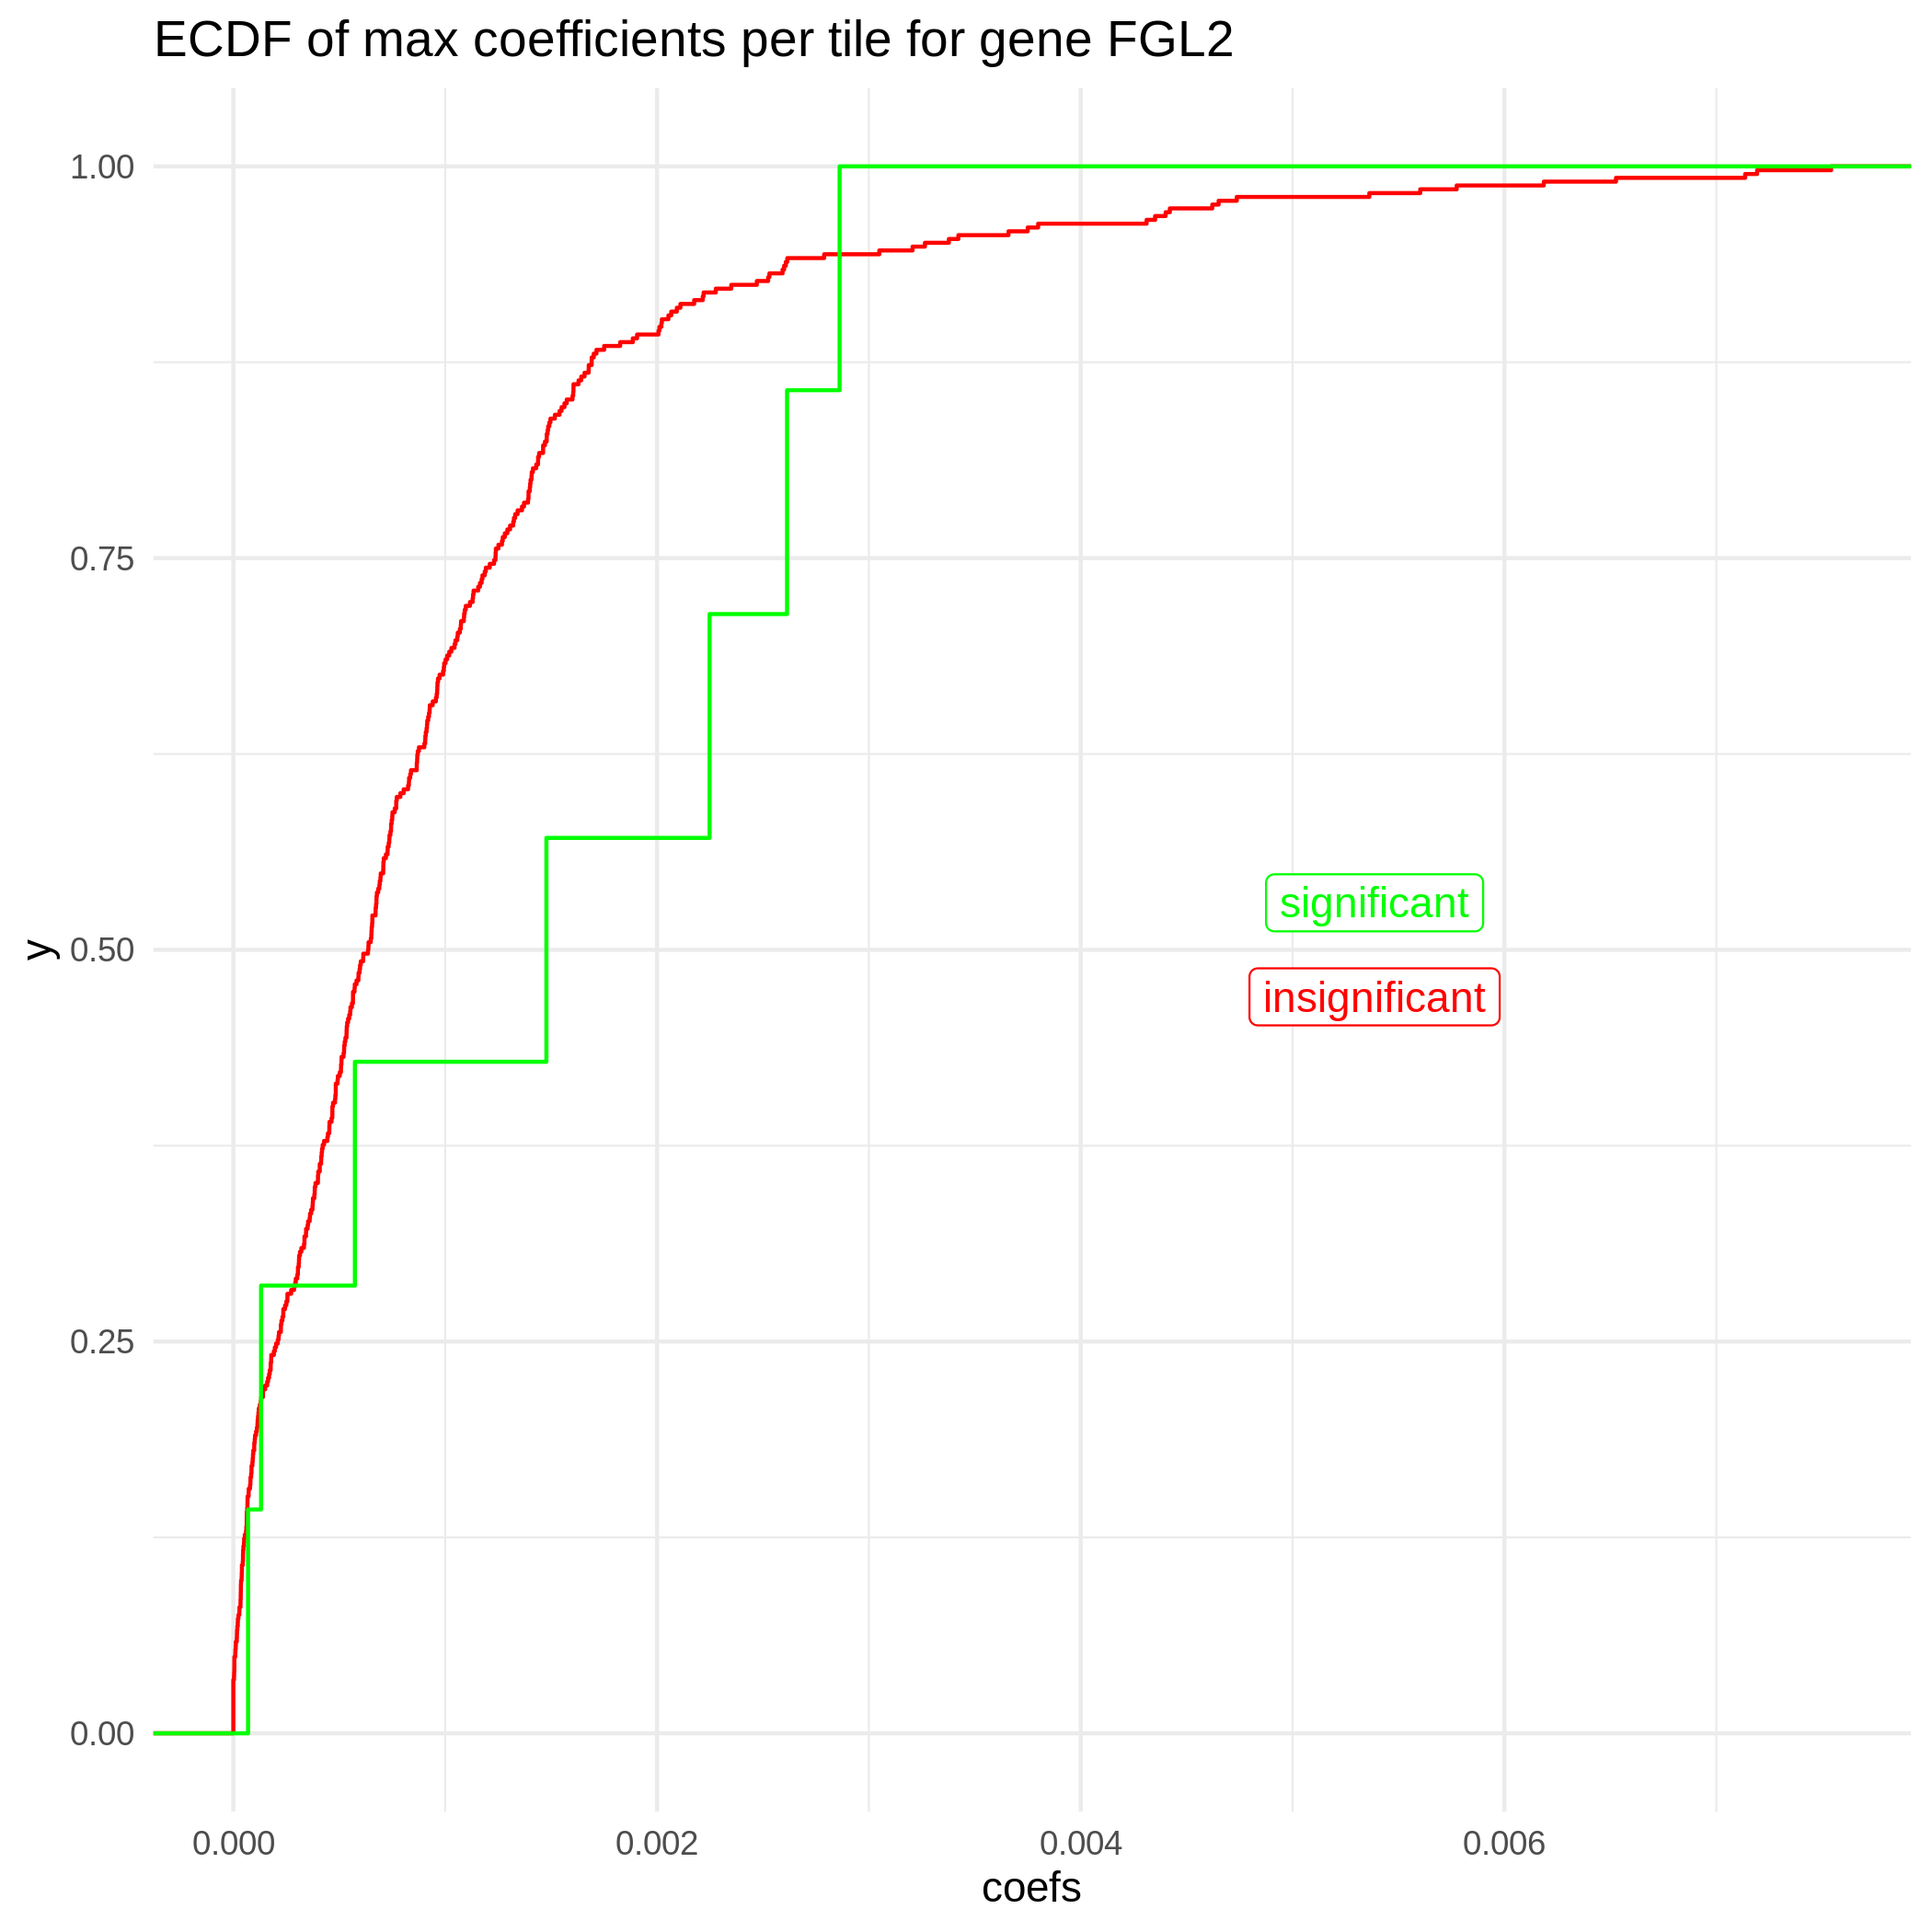 ECDF of max coefficients per tile for gene FGL2
1.00
0.75
0.50
0.25
0.00
y
significant
insignificant
0.000 0.002 0.004 0.006
coefs